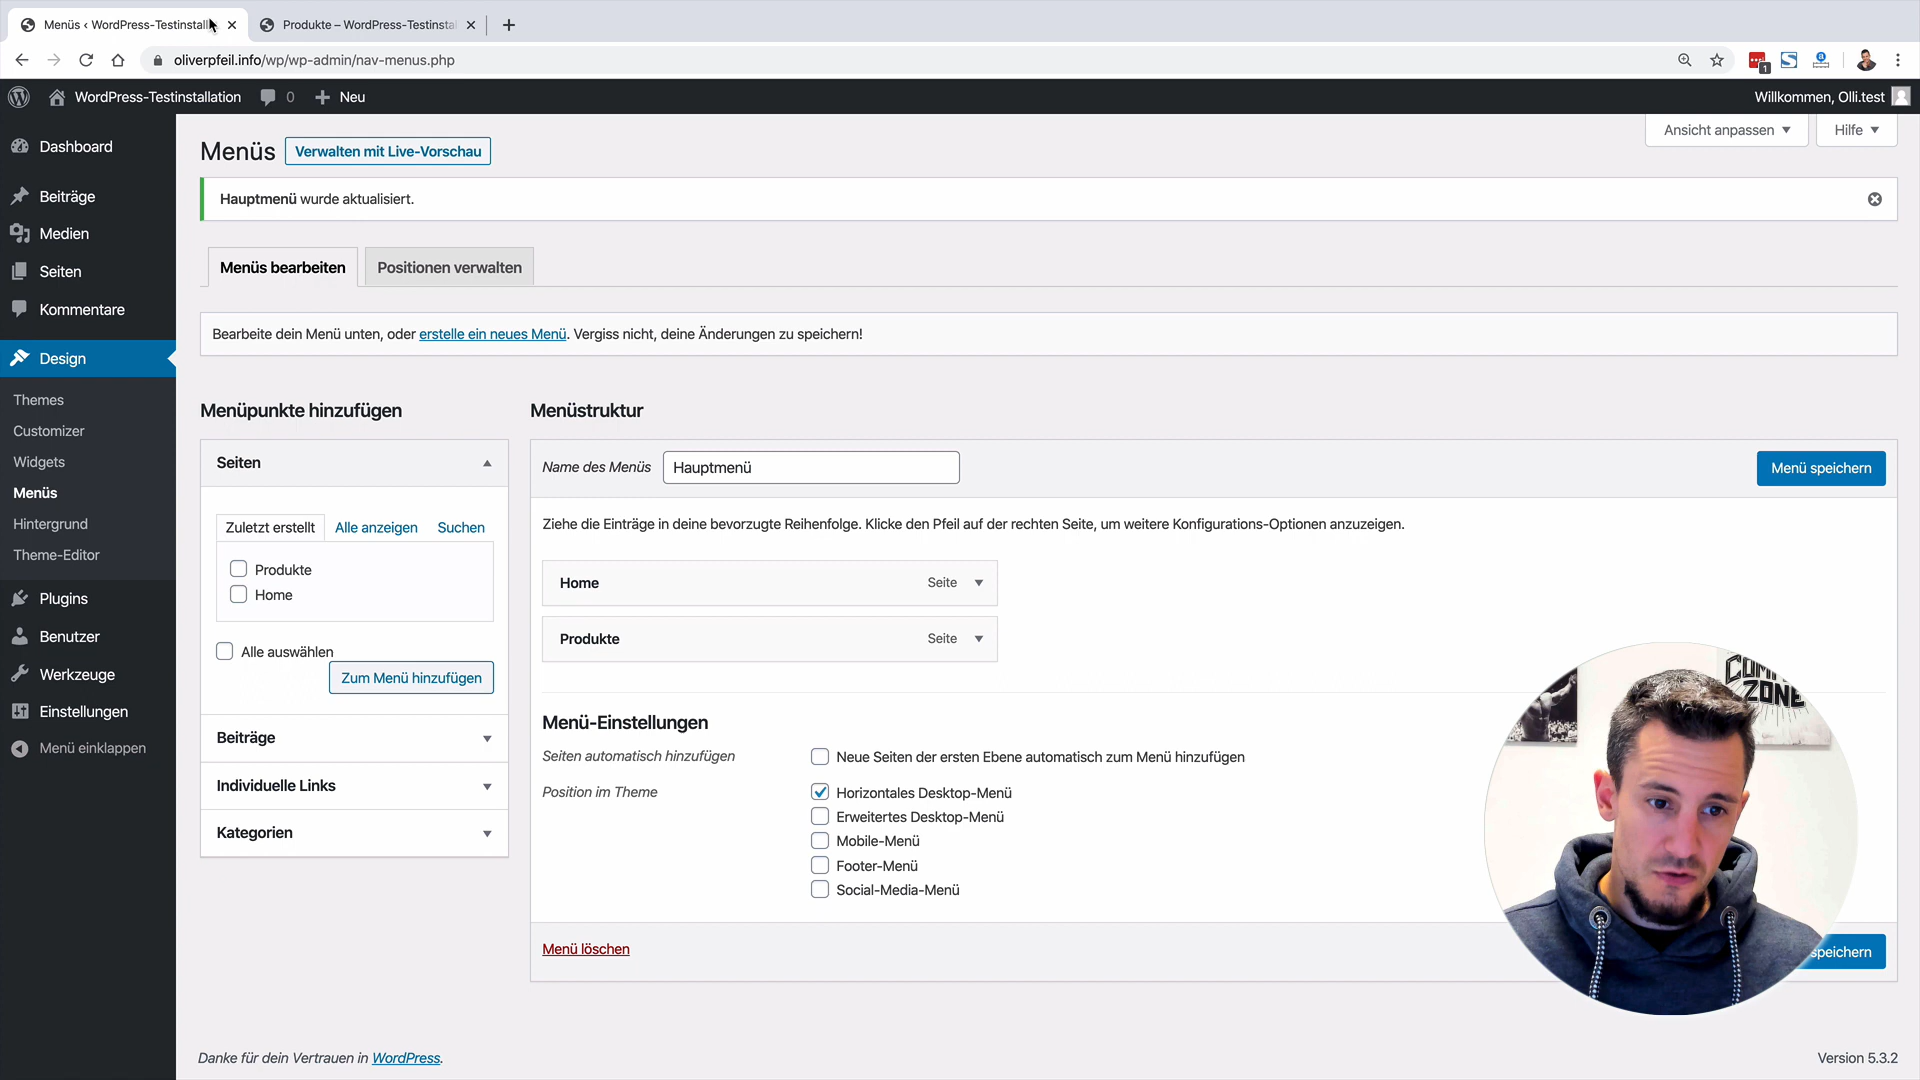 Menüs ‹ WordPress-Testinstalla
Produkte – WordPress-Testinsta
oliverpfeil.info/wp/wp-admin/nav-menus.php
1
WordPress-Testinstallation
0
Neu
Willkommen, Olli.test
Dashboard
Beiträge
Medien
Seiten
Kommentare
Design
Themes
Customizer
Widgets
Menüs
Hintergrund
Theme-Editor
Plugins
Benutzer
Werkzeuge
Einstellungen
Menü einklappen
Menüs
Verwalten mit Live-Vorschau
Ansicht anpassen
Hilfe
Hauptmenü wurde aktualisiert.
Menüs bearbeiten
Positionen verwalten
Bearbeite dein Menü unten, oder erstelle ein neues Menü. Vergiss nicht, deine Änderungen zu speichern!
Menüpunkte hinzufügen
Seiten
Zuletzt erstellt
Alle anzeigen
Suchen
Produkte
Home
Alle auswählen
Zum Menü hinzufügen
Beiträge
Individuelle Links
Kategorien
Menüstruktur
Name des Menüs
Hauptmenü
Menü speichern
Ziehe die Einträge in deine bevorzugte Reihenfolge. Klicke den Pfeil auf der rechten Seite, um weitere Konfigurations-Optionen anzuzeigen.
Home
Seite
Produkte
Seite
Menü-Einstellungen
Seiten automatisch hinzufügen
Neue Seiten der ersten Ebene automatisch zum Menü hinzufügen
Position im Theme
Horizontales Desktop-Menü
Erweitertes Desktop-Menü
Mobile-Menü
Footer-Menü
Social-Media-Menü
Menü löschen
speichern
ZONE
Danke für dein Vertrauen in WordPress.
Version 5.3.2